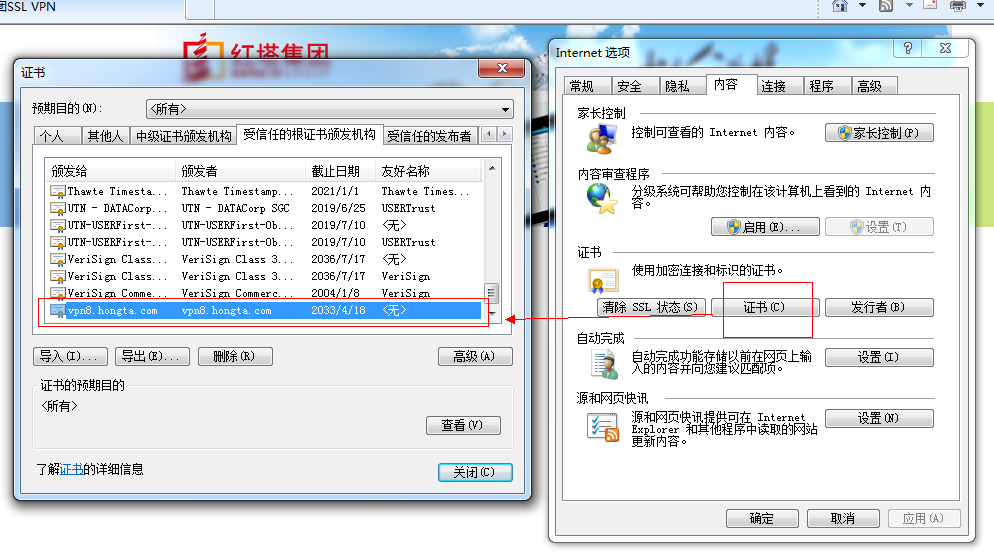 团SSL VPN
红塔集团
证书
预期目的(N):
<所有>
个人 其他人 中级证书颁发机构 受信任的根证书颁发机构 受信任的发布者
颁发给 颁发者 截止日期 友好名称
Thawte Timesta... Thawte Timestamp... 2021/1/1 Thawte Times...
UTN - DATACorp... UTN - DATACorp SGC 2019/6/25 USERTrust
UTN-USERFirst-... UTN-USERFirst-Ob... 2019/7/10 <无>
UTN-USERFirst-... UTN-USERFirst-Ob... 2019/7/10 USERTrust
VeriSign Class... VeriSign Class 3... 2036/7/17 <无>
VeriSign Class... VeriSign Class 3... 2036/7/17 VeriSign
VeriSign Comme... VeriSign Commerc... 2004/1/8 VeriSign
vpn8.hongta.com vpn8.hongta.com 2033/4/18 <无>
导入(I)... 导出(E)... 删除(R) 高级(A)
证书的预期目的
<所有>
查看(V)
了解证书的详细信息
关闭(C)
Internet 选项
常规 安全 隐私 内容 连接 程序 高级
家长控制
控制可查看的 Internet 内容。
家长控制(P)
内容审查程序
分级系统可帮助您控制在该计算机上看到的 Internet 内
容。
启用(E)... 设置(T)
证书
使用加密连接和标识的证书。
清除 SSL 状态(S) 证书(C) 发行者(B)
自动完成
自动完成功能存储以前在网页上输
入的内容并向您建议匹配项。
设置(I)
源和网页快讯
源和网页快讯提供可在 Internet
Explorer 和其他程序中读取的网站
更新内容。
设置(N)
确定 取消 应用(A)